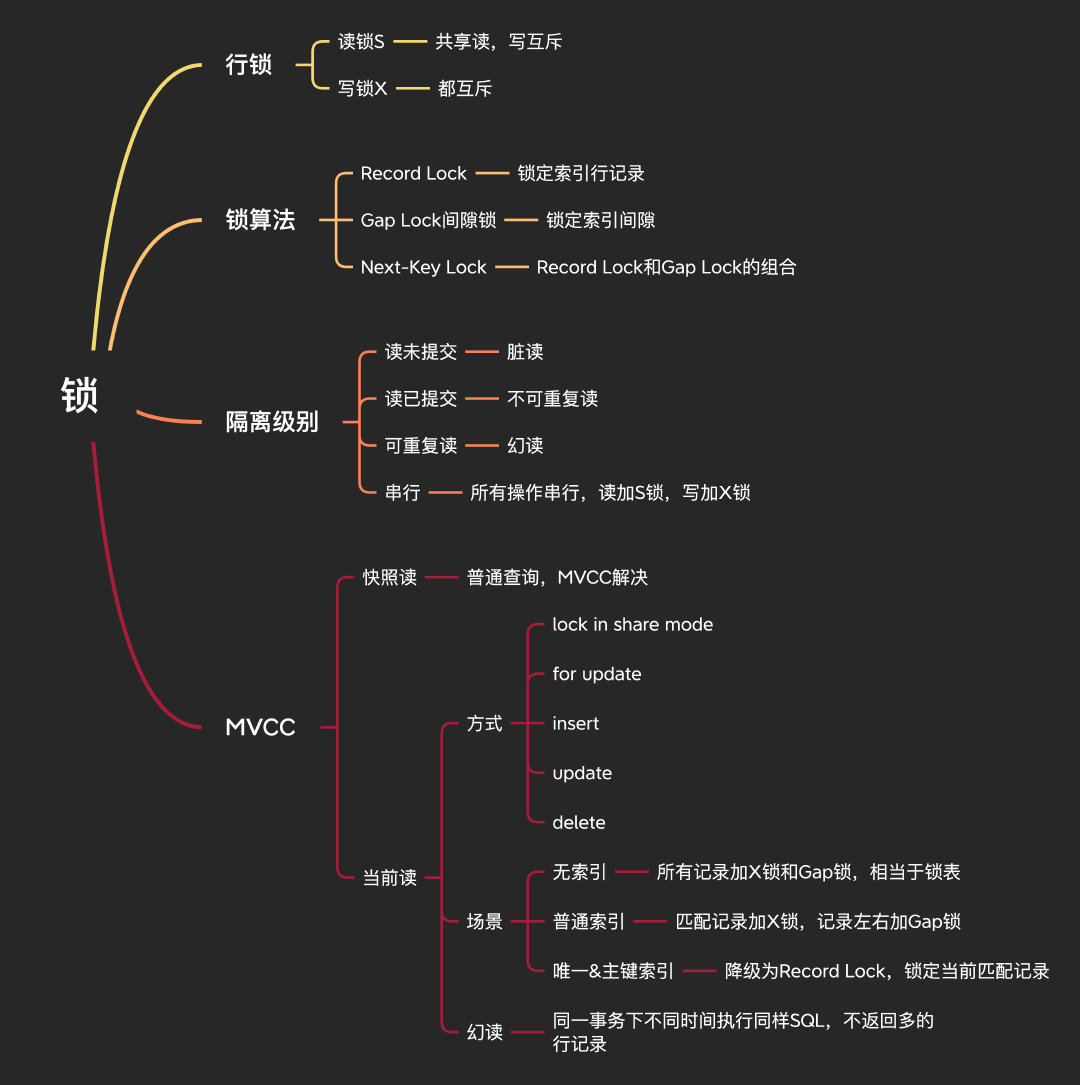 锁
行锁
读锁S
共享读，写互斥
写锁X
都互斥
锁算法
Record Lock
锁定索引行记录
Gap Lock间隙锁
锁定索引间隙
Next-Key Lock
Record Lock和Gap Lock的组合
隔离级别
读未提交
脏读
读已提交
不可重复读
可重复读
幻读
串行
所有操作串行，读加S锁，写加X锁
MVCC
快照读
普通查询，MVCC解决
当前读
方式
lock in share mode
for update
insert
update
delete
场景
无索引
所有记录加X锁和Gap锁，相当于锁表
普通索引
匹配记录加X锁，记录左右加Gap锁
唯一&主键索引
降级为Record Lock，锁定当前匹配记录
幻读
同一事务下不同时间执行同样SQL，不返回多的
行记录